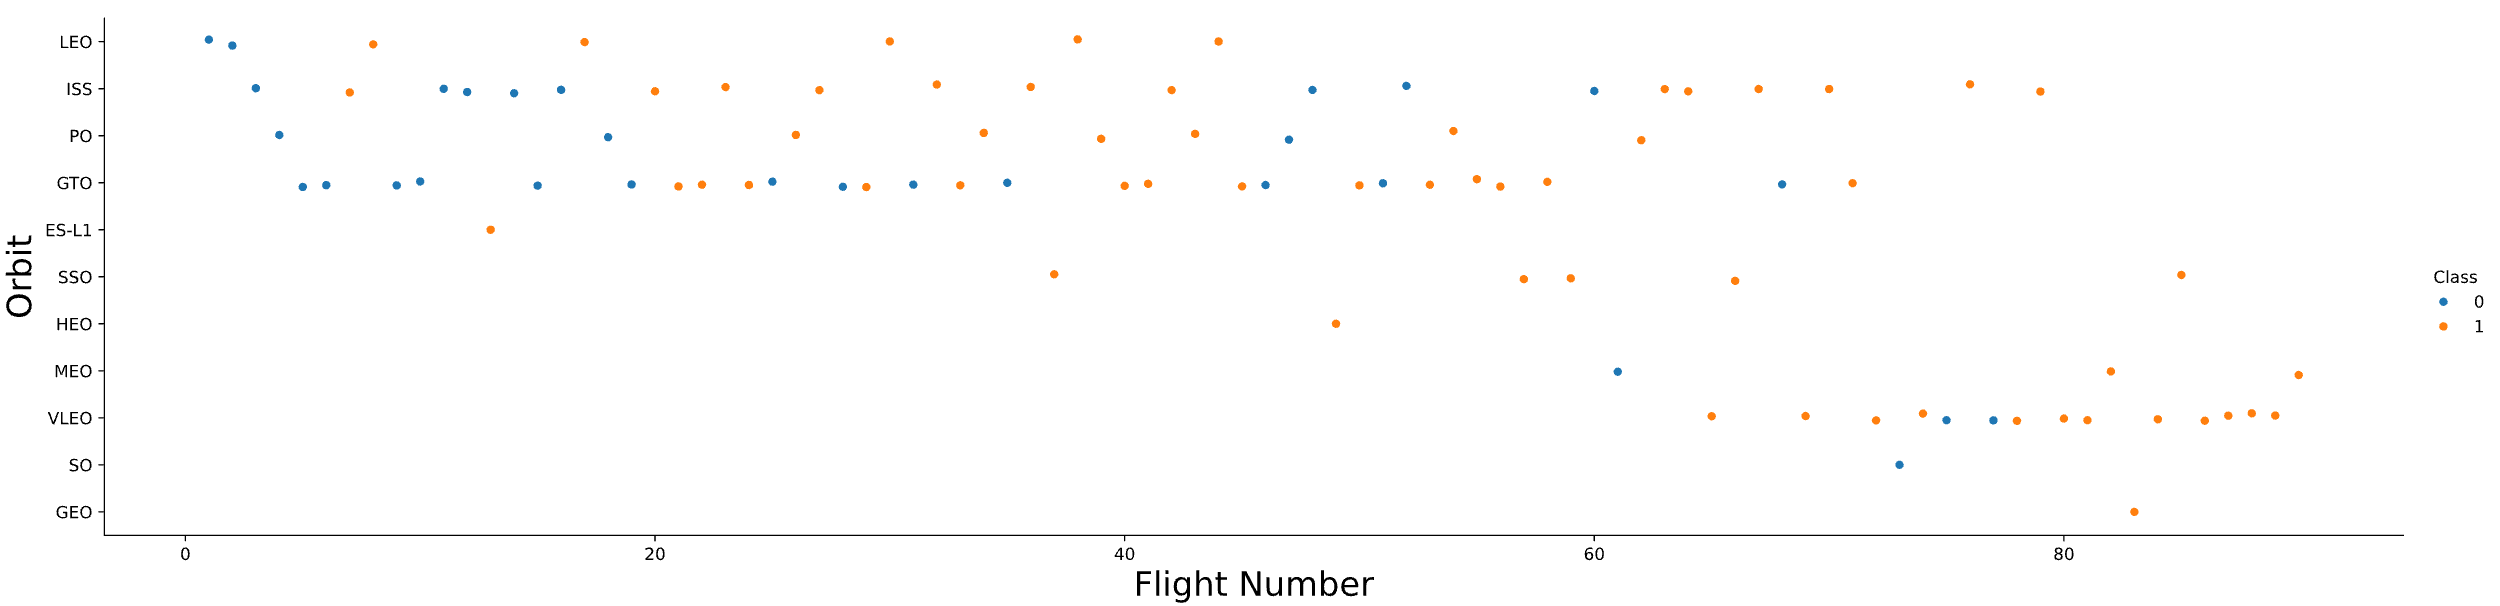 LEO
ISS
PO
GTO
ES-L1
SSO
HEO
MEO
VLEO
SO
GEO
Orbit
0 20 40 60 80
Flight Number
Class
0
1